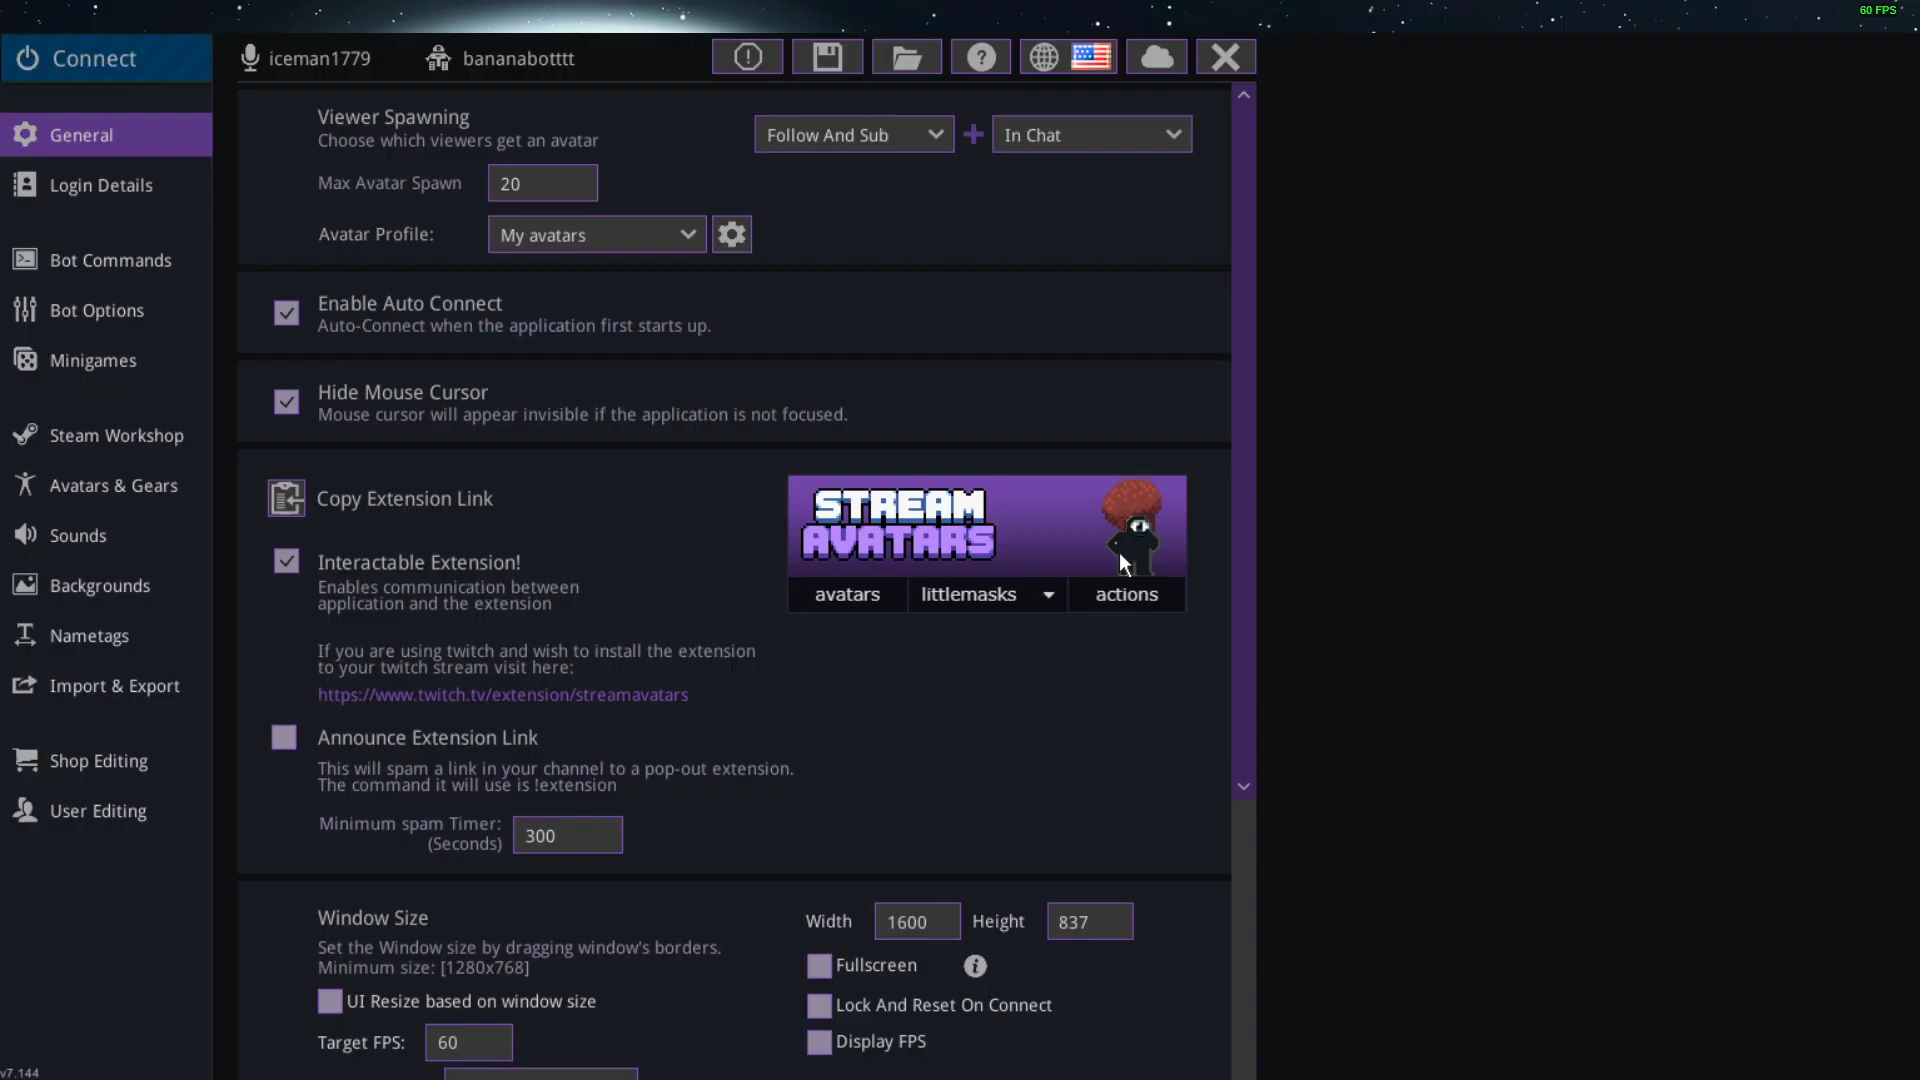 60 FPS
Connect
iceman1779
bananabotttt
General
Login Details
Bot Commands
Bot Options
Minigames
Steam Workshop
Avatars & Gears
Sounds
Backgrounds
Nametags
Import & Export
Shop Editing
User Editing
v7.144
Viewer Spawning
Choose which viewers get an avatar
Follow And Sub
In Chat
Max Avatar Spawn
20
Avatar Profile:
My avatars
Enable Auto Connect
Auto-Connect when the application first starts up.
Hide Mouse Cursor
Mouse cursor will appear invisible if the application is not focused.
Copy Extension Link
Interactable Extension!
Enables communication between
application and the extension
STREAM
AVATARS
avatars
littlemasks
actions
If you are using twitch and wish to install the extension
to your twitch stream visit here:
https://www.twitch.tv/extension/streamavatars
Announce Extension Link
This will spam a link in your channel to a pop-out extension.
The command it will use is !extension
Minimum spam Timer:
(Seconds)
300
Window Size
Set the Window size by dragging window's borders.
Minimum size: [1280x768]
UI Resize based on window size
Target FPS:
60
Width
1600
Height
837
Fullscreen
Lock And Reset On Connect
Display FPS